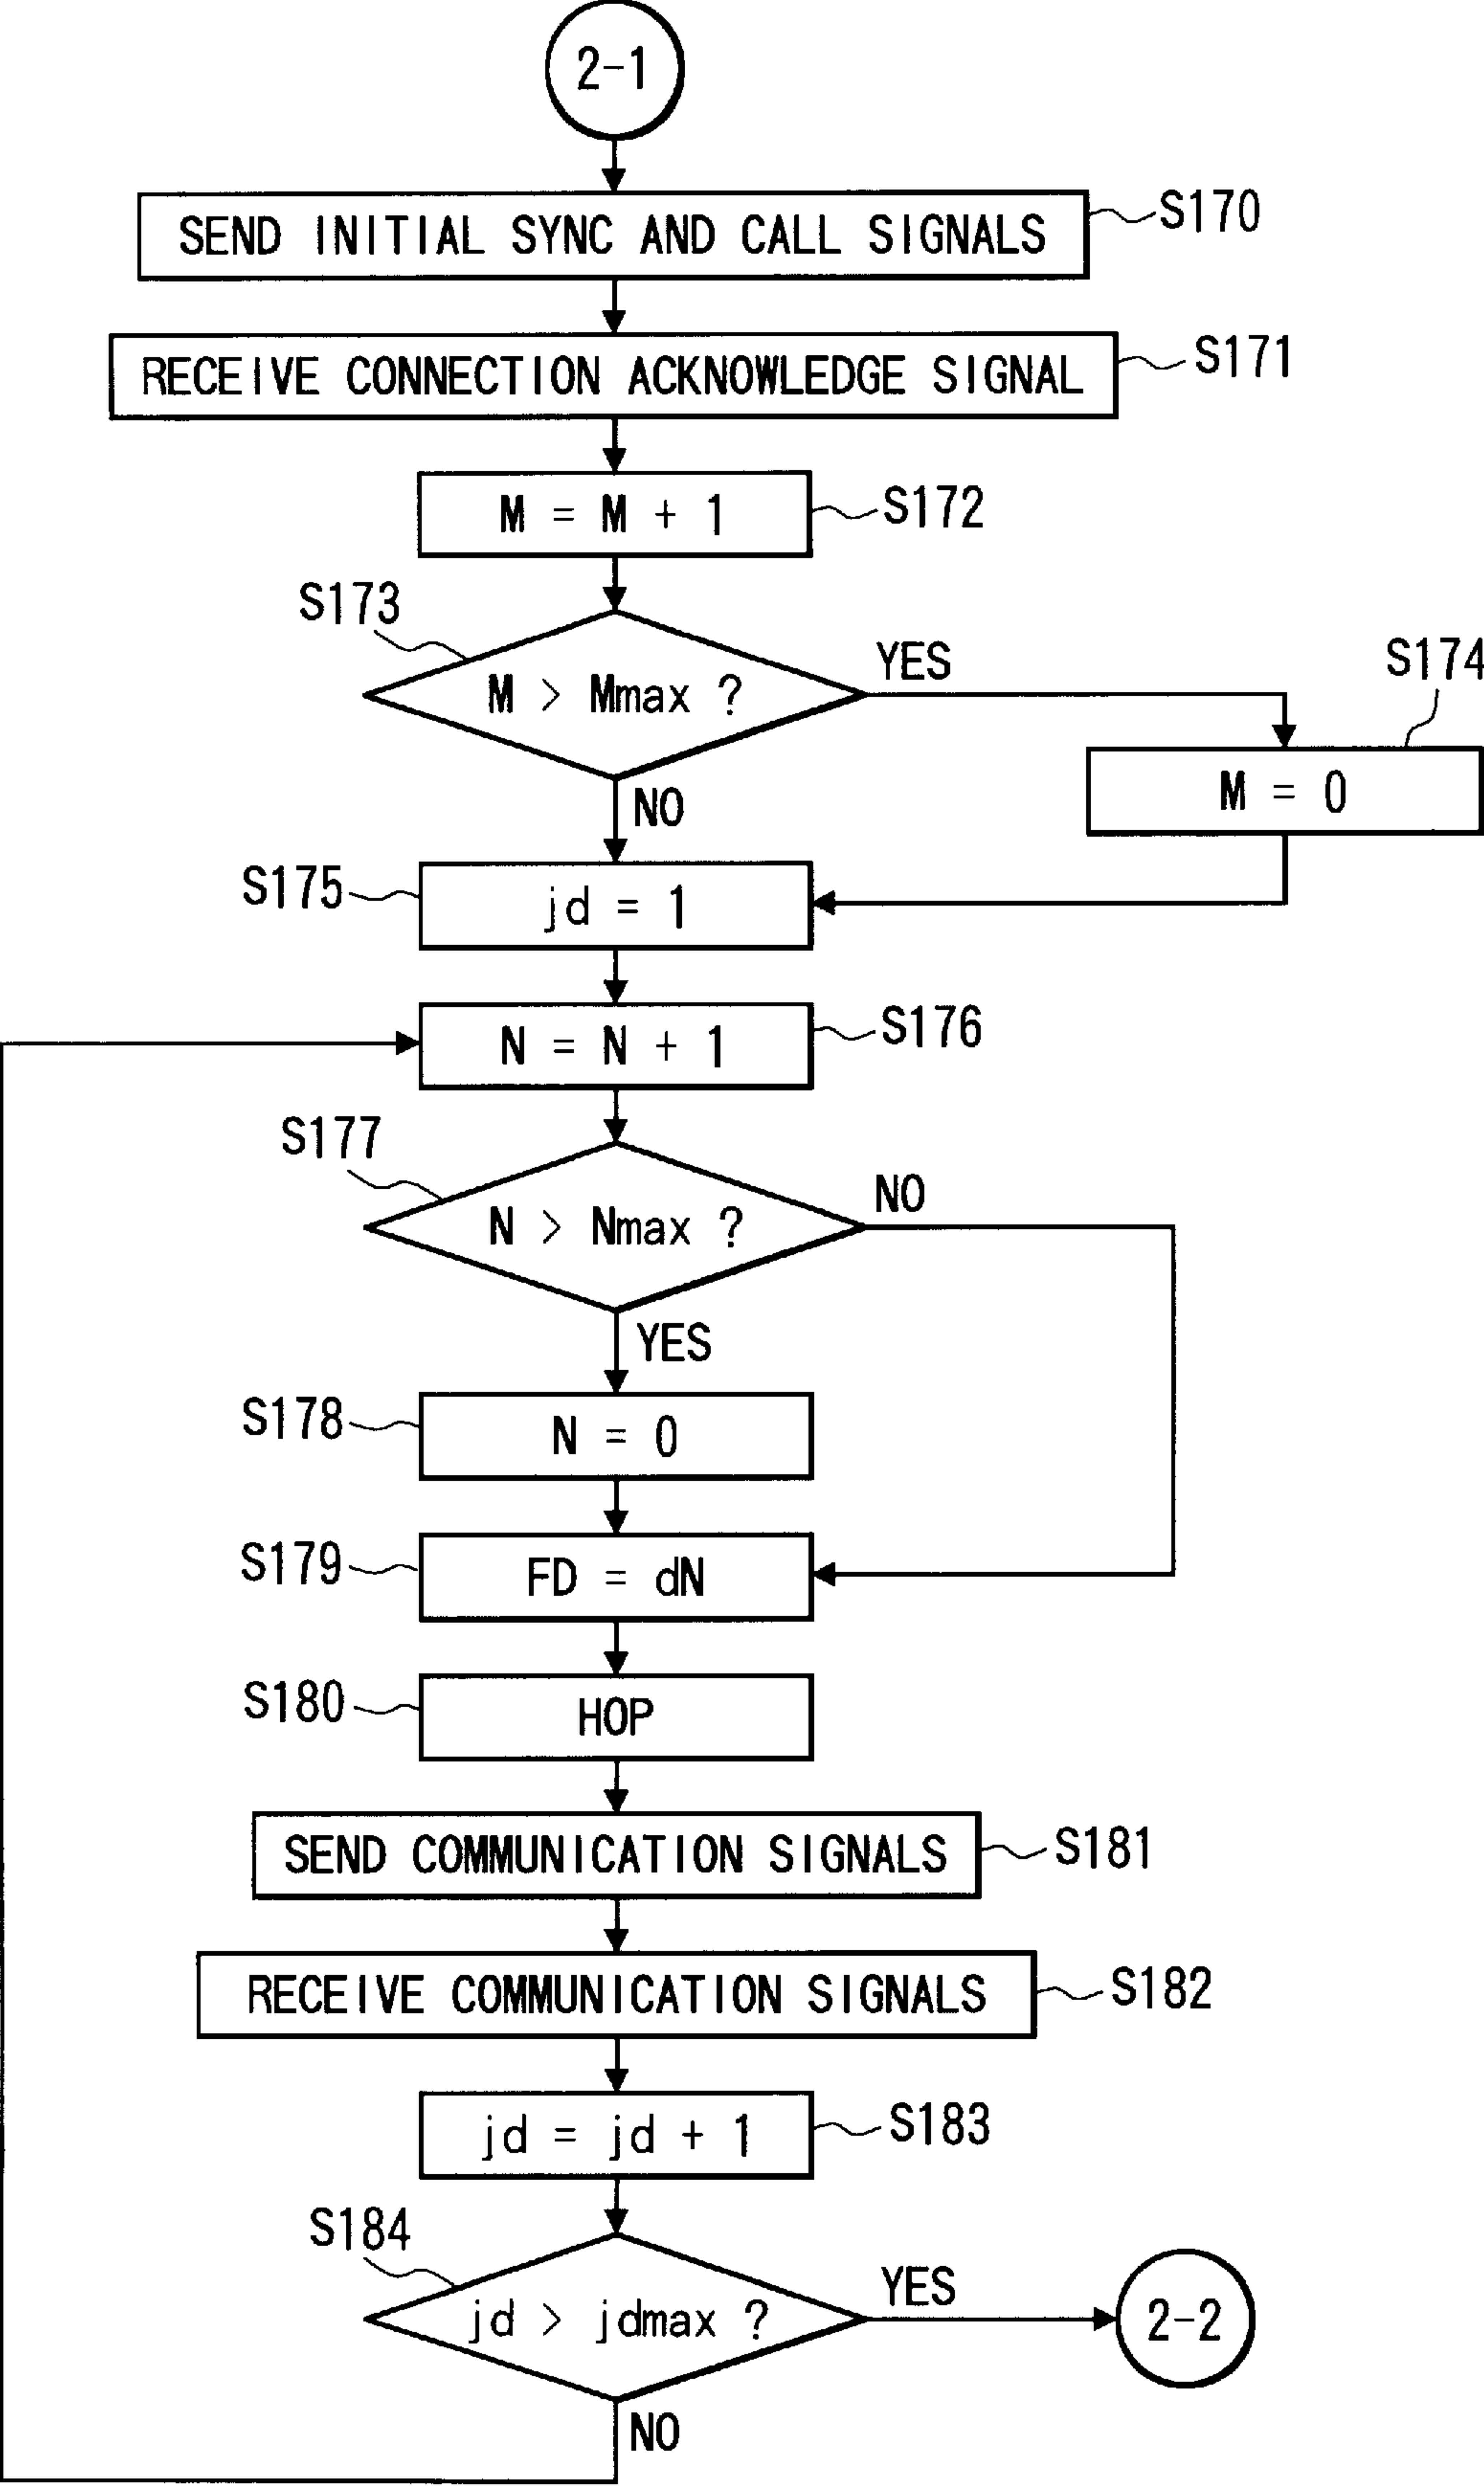 2-1
SEND INITIAL SYNC AND CALL SIGNALS
S170
RECEIVE CONNECTION ACKNOWLEDGE SIGNAL
S171
M = M + 1
S172
S173
M > Mmax ?
YES
S174
M = 0
NO
S175
jd = 1
N = N + 1
S176
S177
N > Nmax ?
NO
YES
S178
N = 0
S179
FD = dN
S180
HOP
SEND COMMUNICATION SIGNALS
S181
RECEIVE COMMUNICATION SIGNALS
S182
jd = jd + 1
S183
S184
jd > jdmax ?
YES
2-2
NO